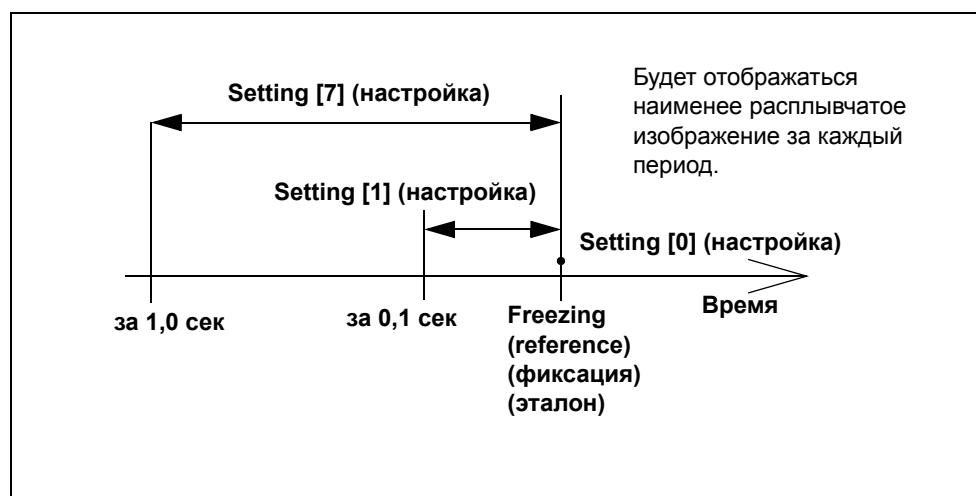 Будет отображаться
наименее расплывчатое
изображение за каждый
период.
Setting [7] (настройка)
Setting [1] (настройка)
Setting [0] (настройка)
Время
за 1,0 сек
за 0,1 сек
Freezing
(reference)
(фиксация)
(эталон)